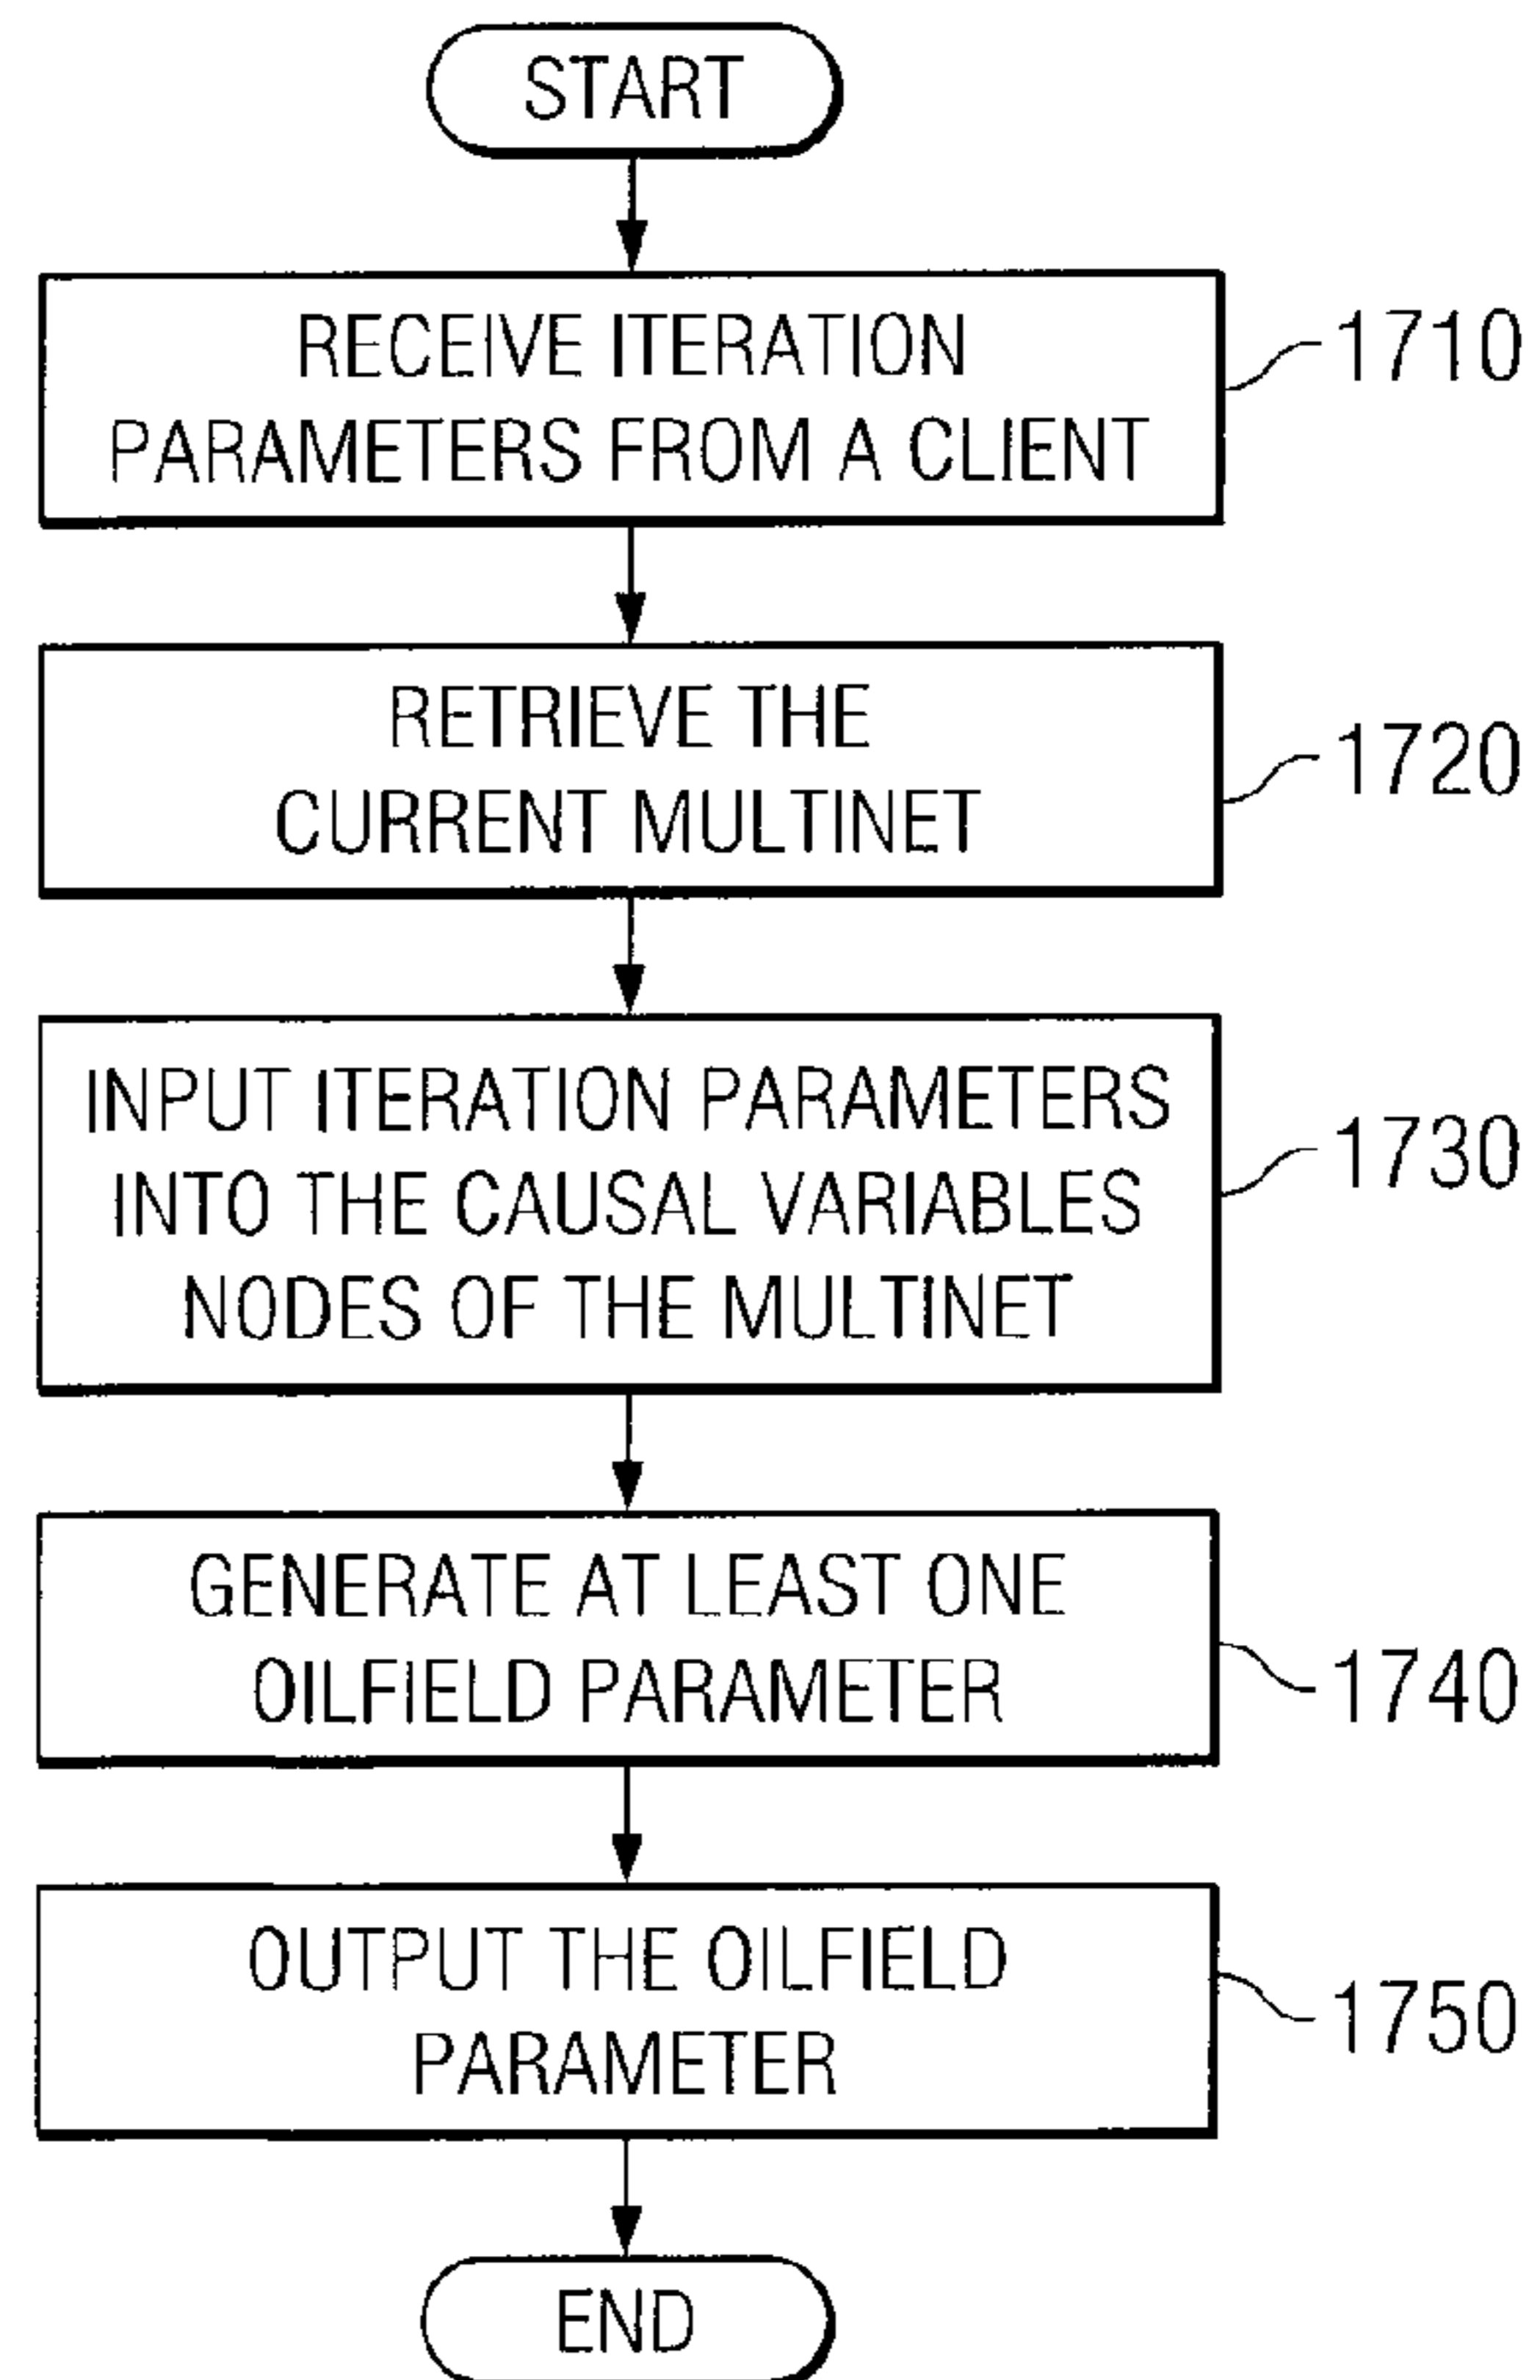 START
RECEIVE ITERATION
PARAMETERS FROM A CLIENT
1710
RETRIEVE THE
CURRENT MULTINET
1720
INPUT ITERATION PARAMETERS
INTO THE CAUSAL VARIABLES
NODES OF THE MULTINET
1730
GENERATE AT LEAST ONE
OILFIELD PARAMETER
1740
OUTPUT THE OILFIELD
PARAMETER
1750
END